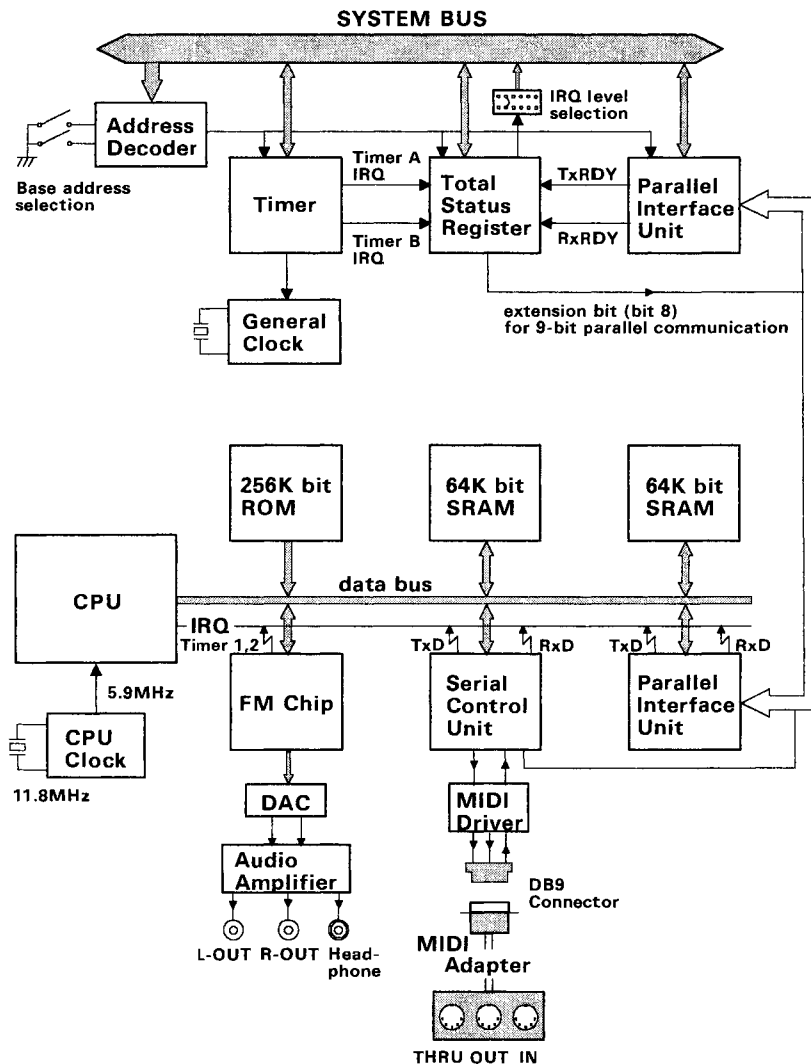 SYSTEM BUS
IRQ level
selection
Address
Decoder
Base address
selection
Timer
Timer A
IRQ
Timer B
IRQ
Total
Status
Register
TxRDY
RxRDY
Parallel
Interface
Unit
General
Clock
extension bit (bit 8)
for 9-bit parallel communication
256K bit
ROM
64K bit
SRAM
64K bit
SRAM
CPU
data bus
IRQ
Timer 1,2
TxD
RxD
TxD
RxD
5.9MHz
FM Chip
Serial
Control
Unit
Parallel
Interface
Unit
CPU
Clock
11.8MHz
DAC
MIDI
Driver
Audio
Amplifier
DB9
Connector
L-OUT
R-OUT
Head-
phone
MIDI
Adapter
THRU OUT IN